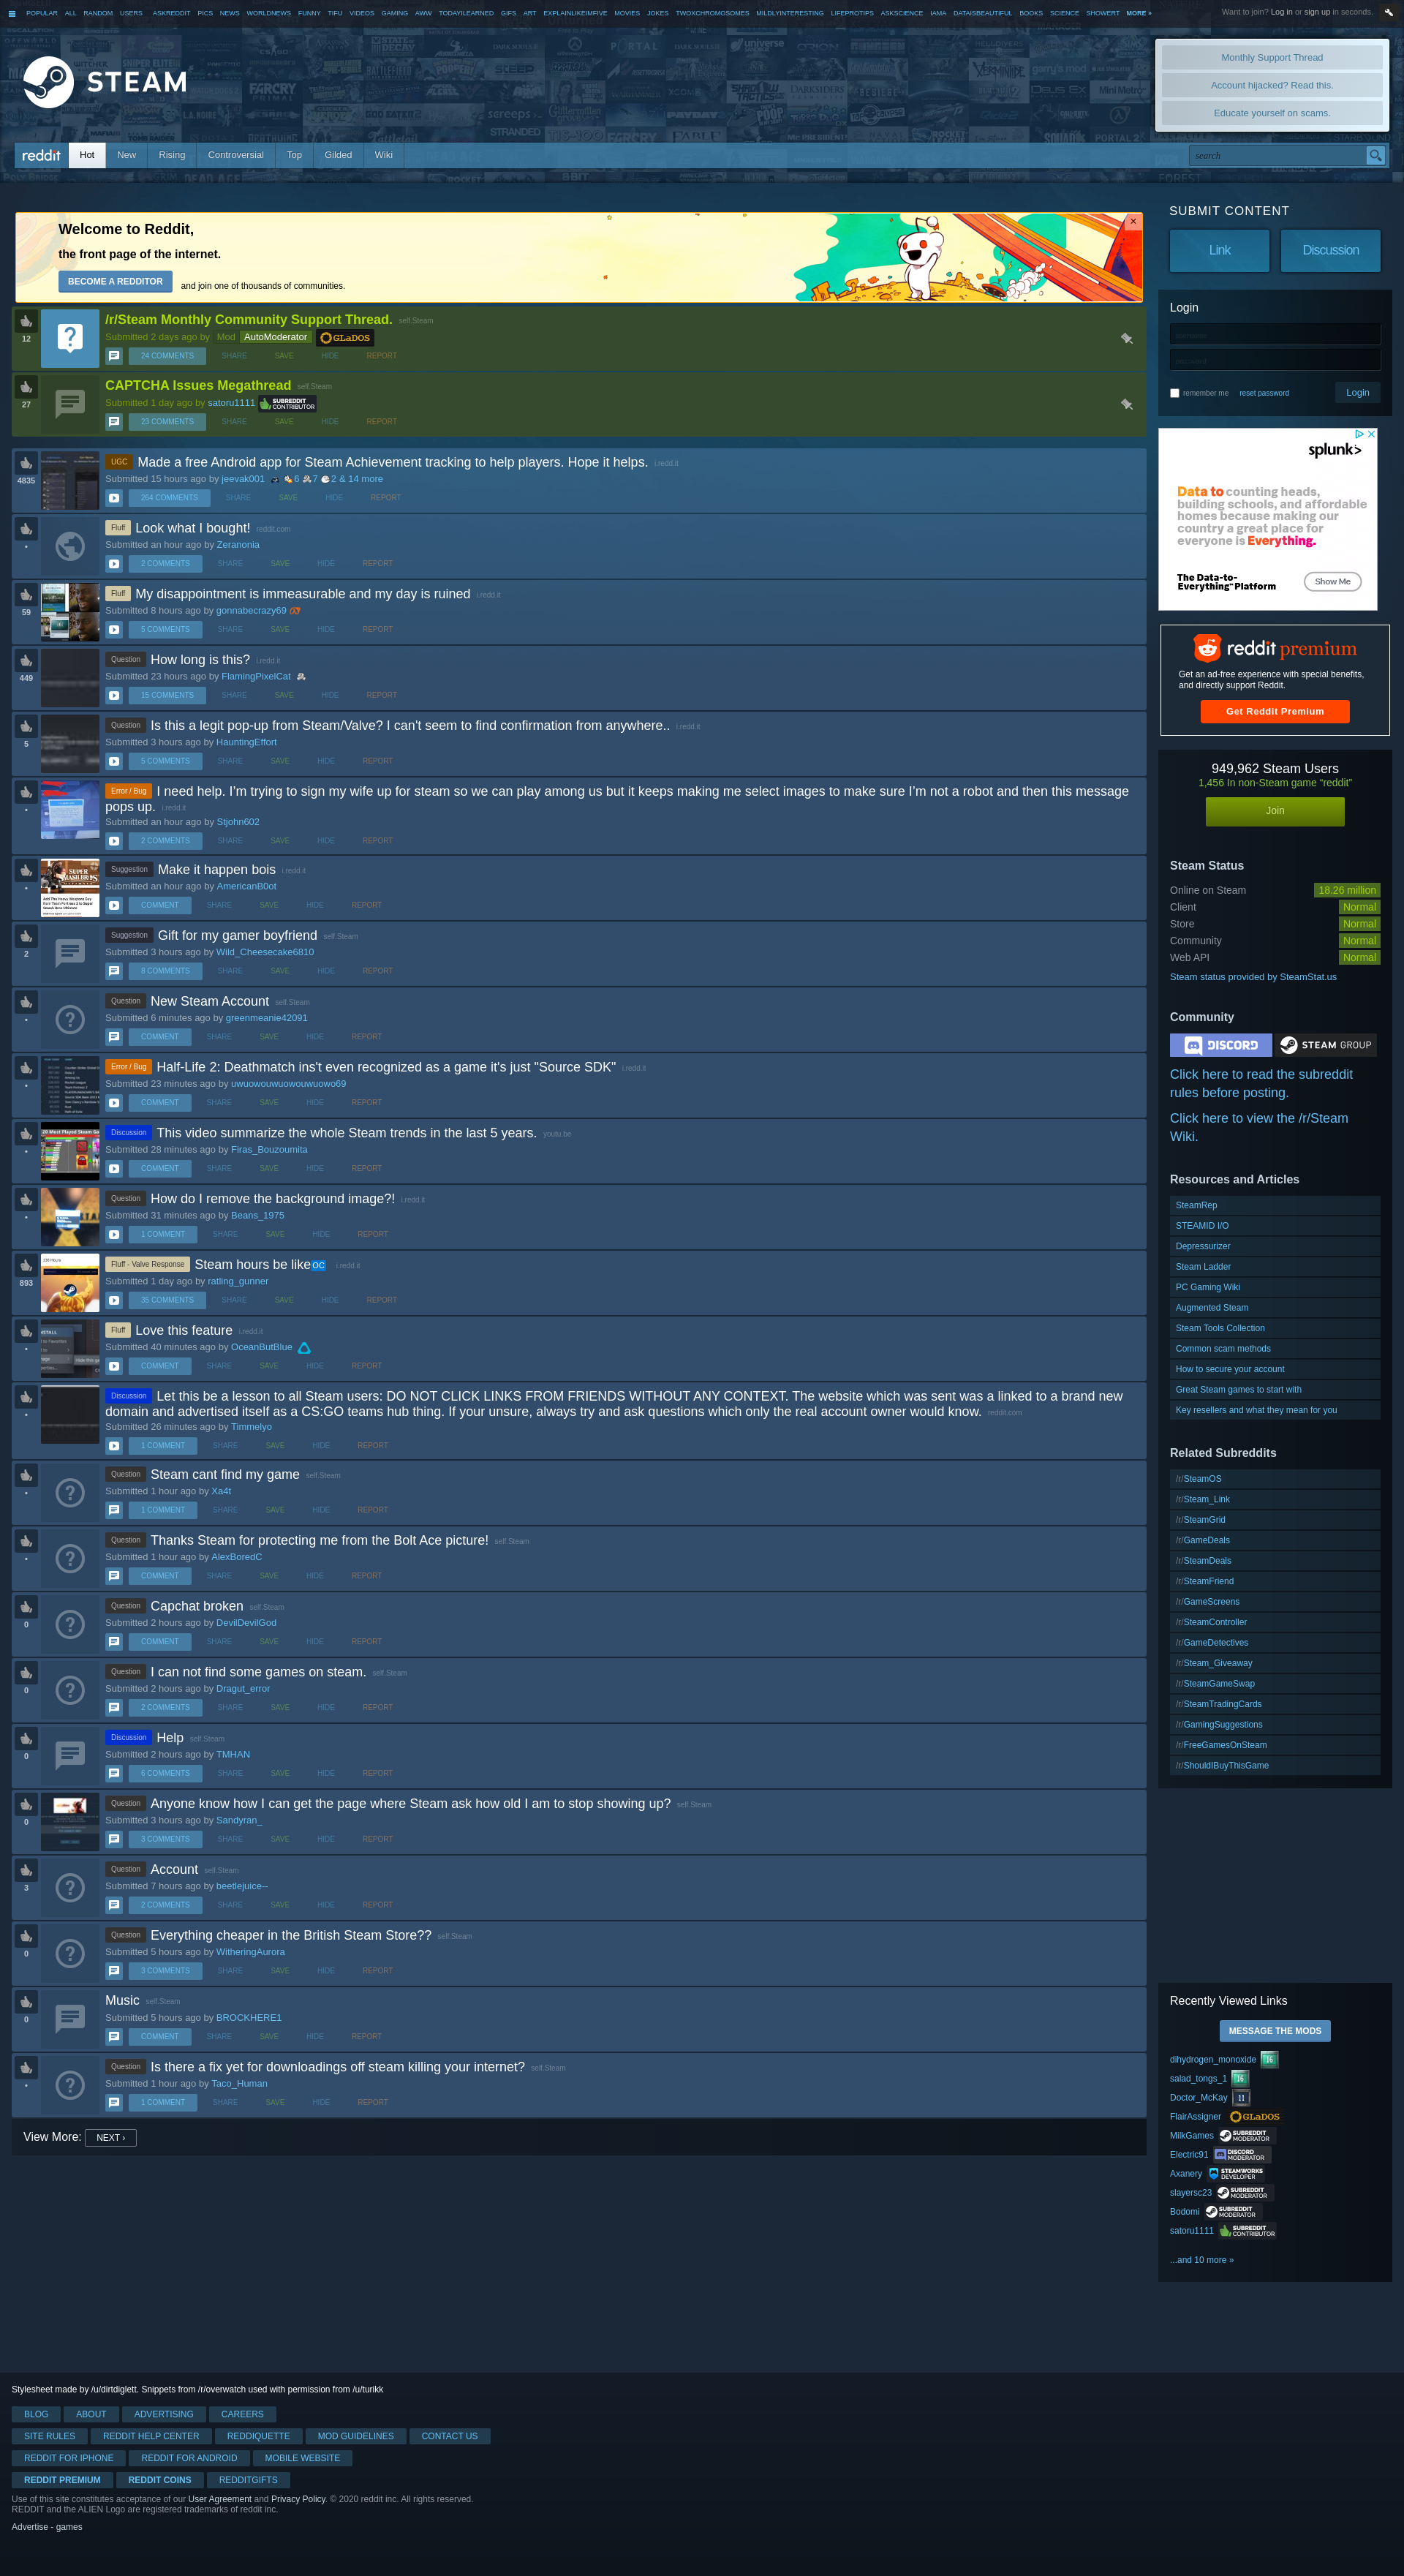 POPULAR ALL RANDOM USERS ASKREDDIT PICS NEWS WORLDNEWS FUNNY TIFU VIDEOS GAMING AWW TODAYILEARNED GIFS ART EXPLAINLIKEIMFIVE MOVIES JOKES TWOXCHROMOSOMES MILDLYINTERESTING LIFEPROTIPS ASKSCIENCE IAMA DATAISBEAUTIFUL BOOKS SCIENCE SHOWERT MORE »
Want to join? Log in or sign up in seconds.
STEAM
Monthly Support Thread
Account hijacked? Read this.
Educate yourself on scams.
reddit Hot New Rising Controversial Top Gilded Wiki
search
Welcome to Reddit,
the front page of the internet.
BECOME A REDDITOR and join one of thousands of communities.
×
12
/r/Steam Monthly Community Support Thread. self.Steam
Submitted 2 days ago by Mod AutoModerator GLaDOS
24 COMMENTS SHARE SAVE HIDE REPORT
27
CAPTCHA Issues Megathread self.Steam
Submitted 1 day ago by satoru1111 SUBREDDIT CONTRIBUTOR
23 COMMENTS SHARE SAVE HIDE REPORT
4835
UGC Made a free Android app for Steam Achievement tracking to help players. Hope it helps. i.redd.it
Submitted 15 hours ago by jeevak001 6 7 2 & 14 more
264 COMMENTS SHARE SAVE HIDE REPORT
•
Fluff Look what I bought! reddit.com
Submitted an hour ago by Zeranonia
2 COMMENTS SHARE SAVE HIDE REPORT
59
Fluff My disappointment is immeasurable and my day is ruined i.redd.it
Submitted 8 hours ago by gonnabecrazy69
5 COMMENTS SHARE SAVE HIDE REPORT
449
Question How long is this? i.redd.it
Submitted 23 hours ago by FlamingPixelCat
15 COMMENTS SHARE SAVE HIDE REPORT
5
Question Is this a legit pop-up from Steam/Valve? I can't seem to find confirmation from anywhere.. i.redd.it
Submitted 3 hours ago by HauntingEffort
5 COMMENTS SHARE SAVE HIDE REPORT
•
Error / Bug I need help. I'm trying to sign my wife up for steam so we can play among us but it keeps making me select images to make sure I'm not a robot and then this message
pops up. i.redd.it
Submitted an hour ago by Stjohn602
2 COMMENTS SHARE SAVE HIDE REPORT
•
Suggestion Make it happen bois i.redd.it
Submitted an hour ago by AmericanB0ot
COMMENT SHARE SAVE HIDE REPORT
2
Suggestion Gift for my gamer boyfriend self.Steam
Submitted 3 hours ago by Wild_Cheesecake6810
8 COMMENTS SHARE SAVE HIDE REPORT
•
Question New Steam Account self.Steam
Submitted 6 minutes ago by greenmeanie42091
COMMENT SHARE SAVE HIDE REPORT
•
Error / Bug Half-Life 2: Deathmatch ins't even recognized as a game it's just "Source SDK" i.redd.it
Submitted 23 minutes ago by uwuowouwuowouwuowo69
COMMENT SHARE SAVE HIDE REPORT
•
Discussion This video summarize the whole Steam trends in the last 5 years. youtu.be
Submitted 28 minutes ago by Firas_Bouzoumita
COMMENT SHARE SAVE HIDE REPORT
•
Question How do I remove the background image?! i.redd.it
Submitted 31 minutes ago by Beans_1975
1 COMMENT SHARE SAVE HIDE REPORT
893
Fluff - Valve Response Steam hours be like OC i.redd.it
Submitted 1 day ago by ratling_gunner
35 COMMENTS SHARE SAVE HIDE REPORT
•
Fluff Love this feature i.redd.it
Submitted 40 minutes ago by OceanButBlue
COMMENT SHARE SAVE HIDE REPORT
•
Discussion Let this be a lesson to all Steam users: DO NOT CLICK LINKS FROM FRIENDS WITHOUT ANY CONTEXT. The website which was sent was a linked to a brand new
domain and advertised itself as a CS:GO teams hub thing. If your unsure, always try and ask questions which only the real account owner would know. reddit.com
Submitted 26 minutes ago by Timmelyo
1 COMMENT SHARE SAVE HIDE REPORT
•
Question Steam cant find my game self.Steam
Submitted 1 hour ago by Xa4t
1 COMMENT SHARE SAVE HIDE REPORT
•
Question Thanks Steam for protecting me from the Bolt Ace picture! self.Steam
Submitted 1 hour ago by AlexBoredC
COMMENT SHARE SAVE HIDE REPORT
0
Question Capchat broken self.Steam
Submitted 2 hours ago by DevilDevilGod
COMMENT SHARE SAVE HIDE REPORT
0
Question I can not find some games on steam. self.Steam
Submitted 2 hours ago by Dragut_error
2 COMMENTS SHARE SAVE HIDE REPORT
0
Discussion Help self.Steam
Submitted 2 hours ago by TMHAN
6 COMMENTS SHARE SAVE HIDE REPORT
0
Question Anyone know how I can get the page where Steam ask how old I am to stop showing up? self.Steam
Submitted 3 hours ago by Sandyran_
3 COMMENTS SHARE SAVE HIDE REPORT
3
Question Account self.Steam
Submitted 7 hours ago by beetlejuice--
2 COMMENTS SHARE SAVE HIDE REPORT
0
Question Everything cheaper in the British Steam Store?? self.Steam
Submitted 5 hours ago by WitheringAurora
3 COMMENTS SHARE SAVE HIDE REPORT
0
Music self.Steam
Submitted 5 hours ago by BROCKHERE1
COMMENT SHARE SAVE HIDE REPORT
•
Question Is there a fix yet for downloadings off steam killing your internet? self.Steam
Submitted 1 hour ago by Taco_Human
1 COMMENT SHARE SAVE HIDE REPORT
View More: NEXT ›
SUBMIT CONTENT
Link Discussion
Login
remember me reset password Login
splunk>
Data to counting heads, and
building schools, and affordable
homes because making our
country a great place for
everyone is Everything.
The Data-to-
Everything™ Platform
Show Me
reddit premium
Get an ad-free experience with special benefits,
and directly support Reddit.
Get Reddit Premium
949,962 Steam Users
1,456 In non-Steam game “reddit”
Join
Steam Status
Online on Steam 18.26 million
Client Normal
Store Normal
Community Normal
Web API Normal
Steam status provided by SteamStat.us
Community
DISCORD STEAM GROUP
Click here to read the subreddit
rules before posting.
Click here to view the /r/Steam
Wiki.
Resources and Articles
SteamRep
STEAMID I/O
Depressurizer
Steam Ladder
PC Gaming Wiki
Augmented Steam
Steam Tools Collection
Common scam methods
How to secure your account
Great Steam games to start with
Key resellers and what they mean for you
Related Subreddits
/r/SteamOS
/r/Steam_Link
/r/SteamGrid
/r/GameDeals
/r/SteamDeals
/r/SteamFriend
/r/GameScreens
/r/SteamController
/r/GameDetectives
/r/Steam_Giveaway
/r/SteamGameSwap
/r/SteamTradingCards
/r/GamingSuggestions
/r/FreeGamesOnSteam
/r/ShouldIBuyThisGame
Recently Viewed Links
MESSAGE THE MODS
dihydrogen_monoxide 16
salad_tongs_1 16
Doctor_McKay 11
FlairAssigner GLaDOS
MilkGames SUBREDDIT MODERATOR
Electric91 DISCORD MODERATOR
Axanery STEAMWORKS DEVELOPER
slayersc23 SUBREDDIT MODERATOR
Bodomi SUBREDDIT MODERATOR
satoru1111 SUBREDDIT CONTRIBUTOR
...and 10 more »
Stylesheet made by /u/dirtdiglett. Snippets from /r/overwatch used with permission from /u/turikk
BLOG ABOUT ADVERTISING CAREERS
SITE RULES REDDIT HELP CENTER REDDIQUETTE MOD GUIDELINES CONTACT US
REDDIT FOR IPHONE REDDIT FOR ANDROID MOBILE WEBSITE
REDDIT PREMIUM REDDIT COINS REDDITGIFTS
Use of this site constitutes acceptance of our User Agreement and Privacy Policy. © 2020 reddit inc. All rights reserved.
REDDIT and the ALIEN Logo are registered trademarks of reddit inc.
Advertise - games